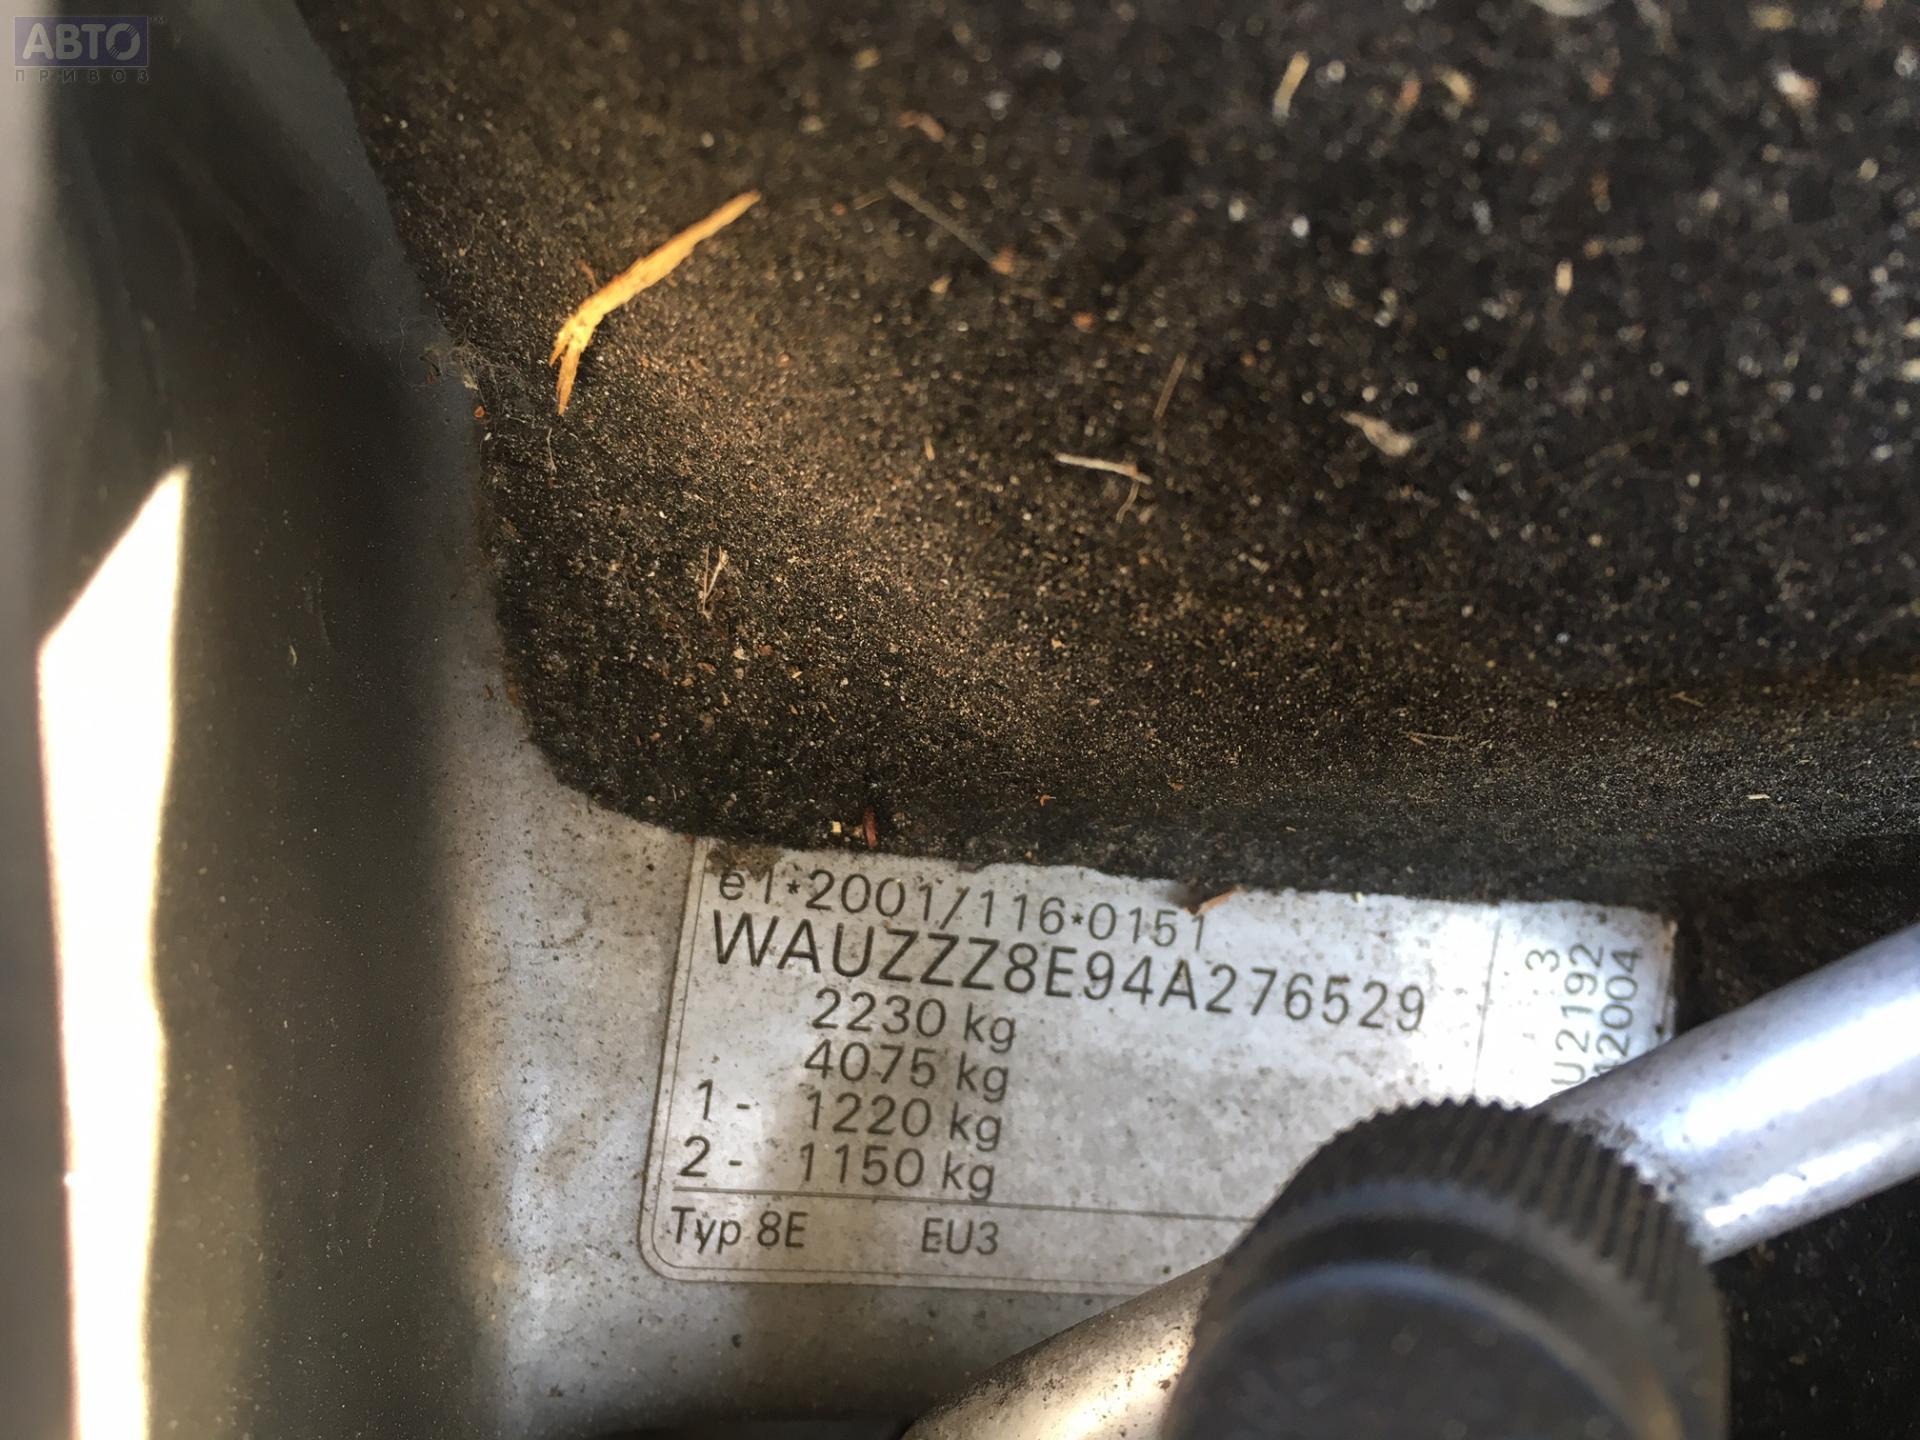 АВТО
ПРИВОЗ
e1*2001/116*0151
WAUZZZ8E94A276529
2230 kg
4075 kg
1 - 1220 kg
2 - 1150 kg
Typ 8E EU3
3
U2192
12004